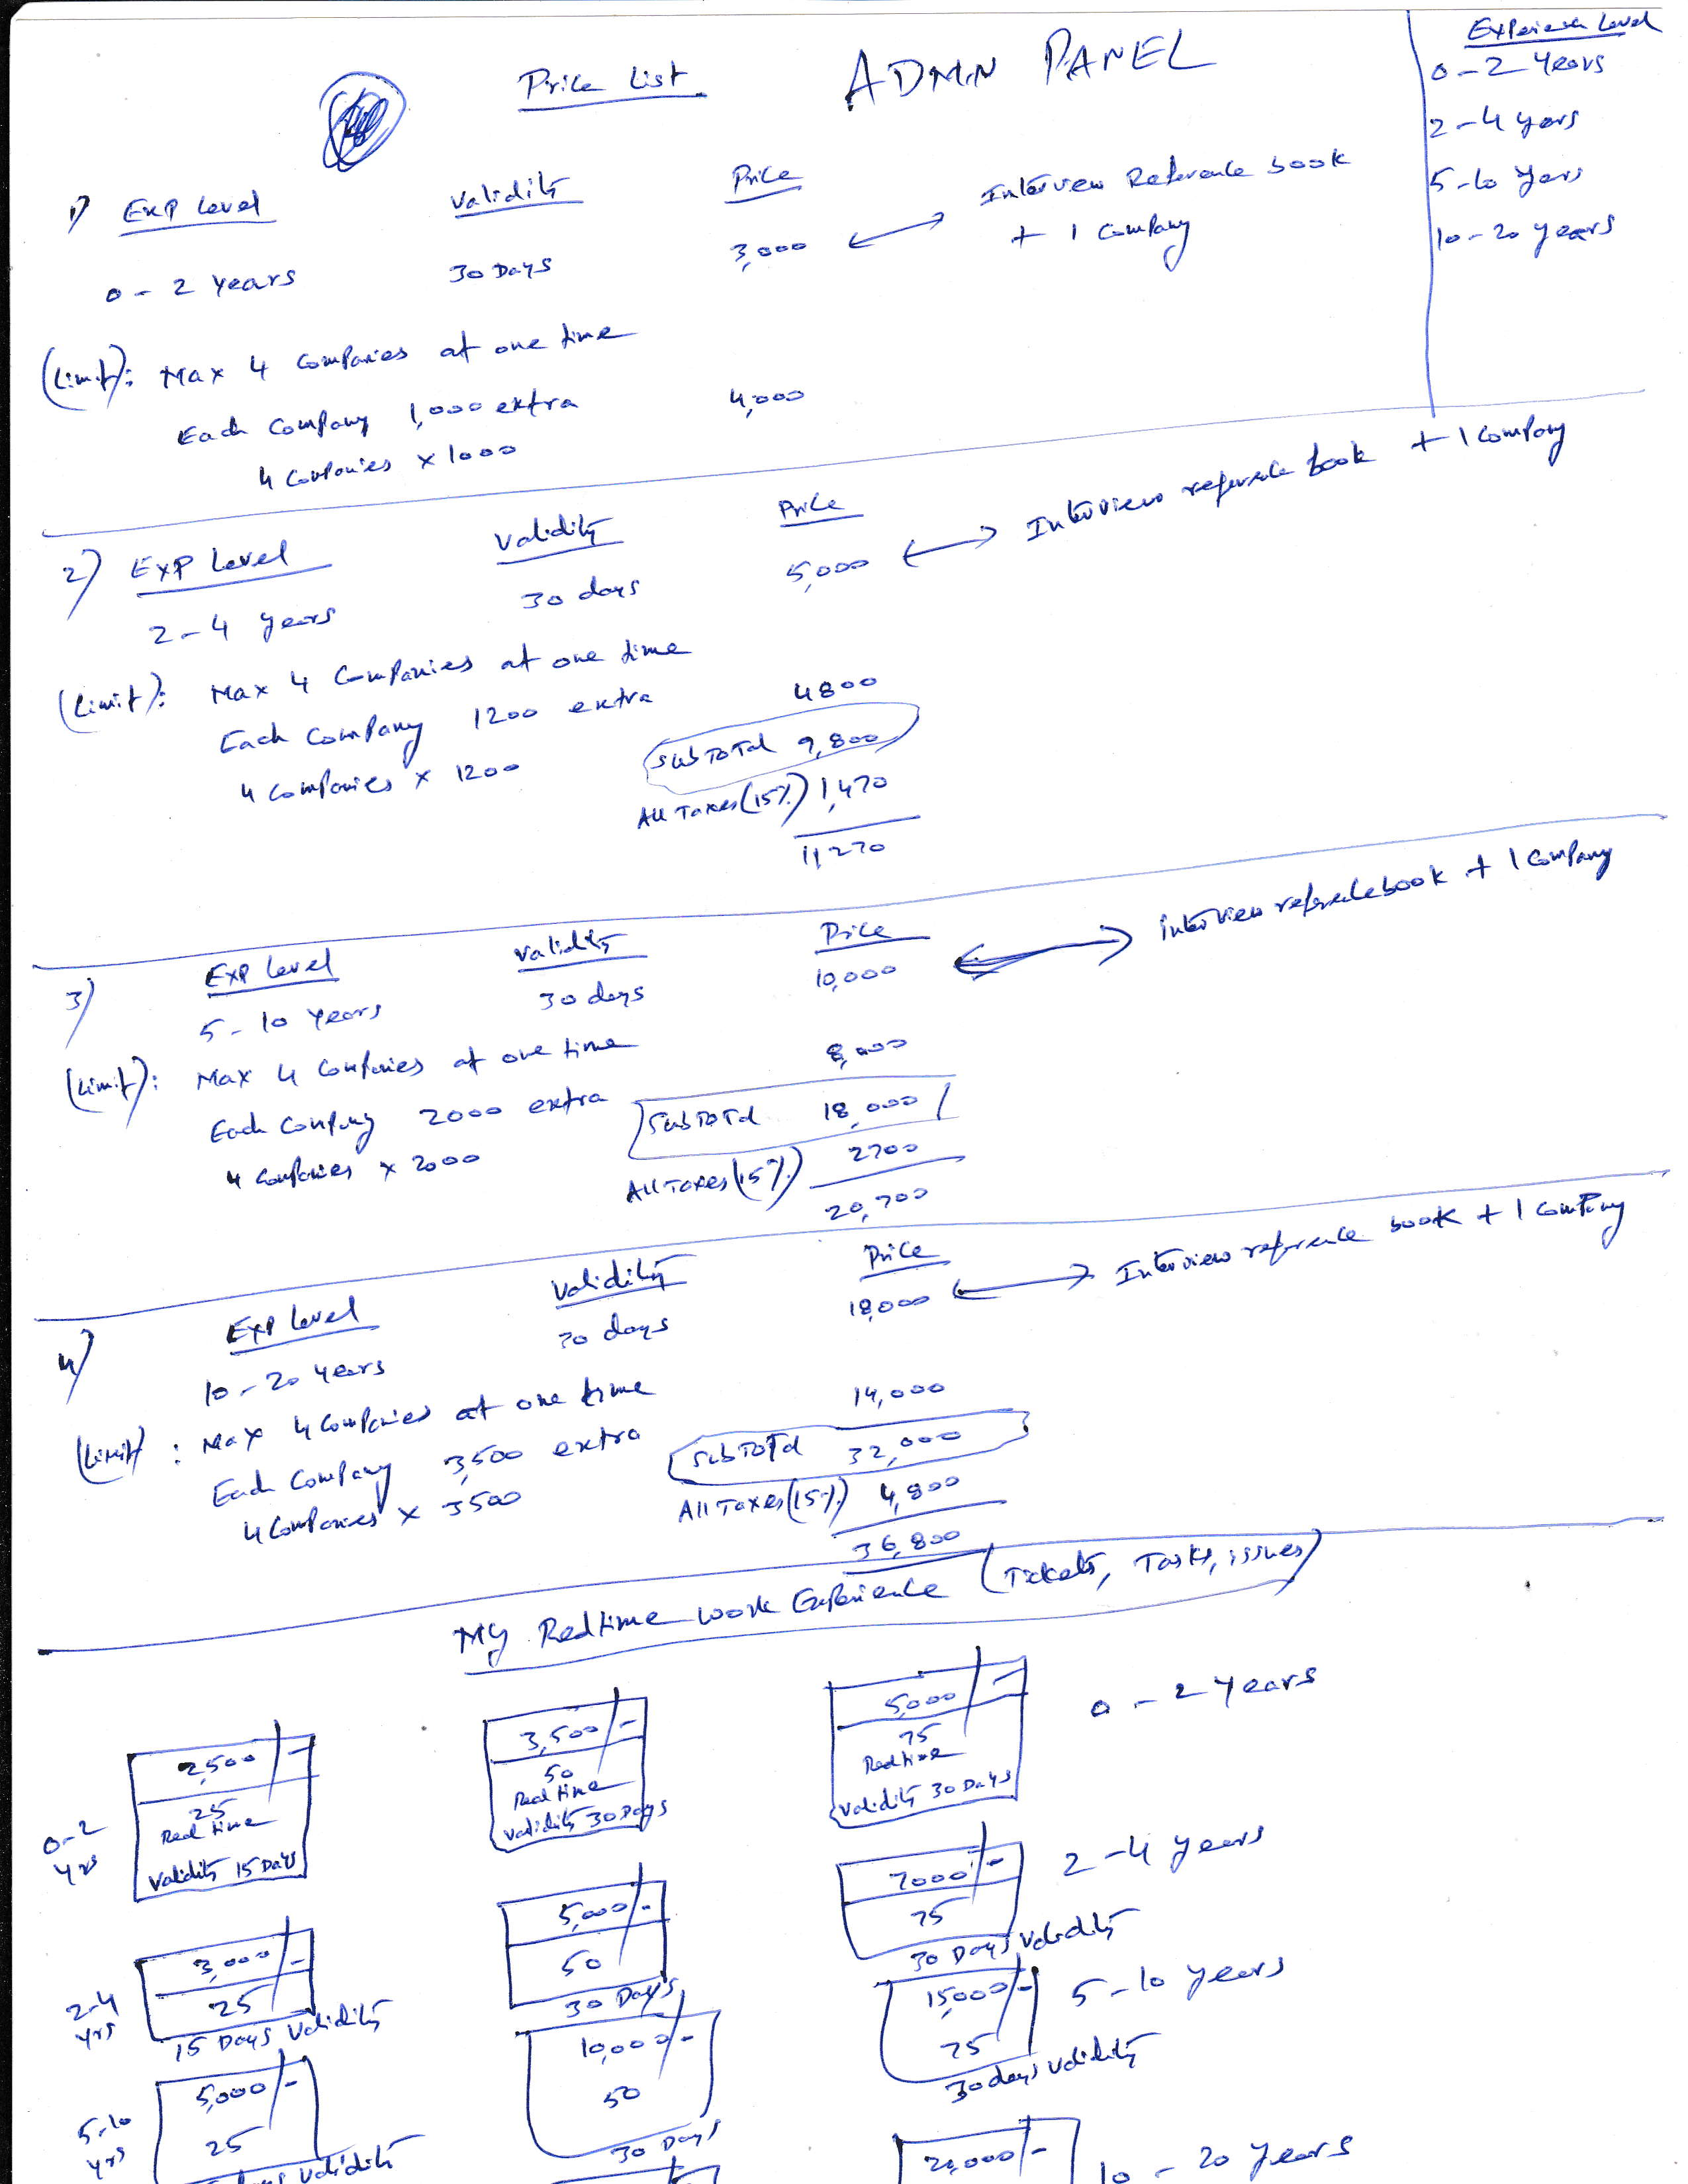 Price List
ADMIN PANEL
Experience Level
0 - 2 Years
2 - 4 years
5 - 10 years
10 - 20 years
1) EXP Level Validity Price
0 - 2 years 30 Days 3,000 Interview Reference book
+ 1 Company
(Limit): Max 4 Companies at one time
Each Company 1,000 extra 4,000
4 Companies x 1000
2) EXP Level Validity Price
2 - 4 years 30 days 5,000 Interview reference book + 1 Company
(Limit): Max 4 Companies at one time
Each Company 1200 extra 4800
4 Companies x 1200 SubTotal 9,800
All Taxes (15%) 1,470
11,270
3) EXP Level Validity Price
5 - 10 Years 30 days 10,000 interview reference book + 1 Company
(Limit): Max 4 Companies at one time 8,000
Each Company 2000 extra SubTotal 18,000
4 Companies x 2000 All Taxes (15%) 2700
20,700
4) EXP Level Validity Price
10 - 20 years 30 days 18,000 Interview reference book + 1 Company
(Limit): Max 4 Companies at one time 14,000
Each Company 3,500 extra SubTotal 32,000
4 Companies x 3500 All Taxes (15%) 4,800
36,800
My Realtime work Experience (Tickets, Tasks, issues)
0-2 yrs
2,500/-
25
Real time
Validity 15 Days
3,500/-
50
Real time
Validity 30 Days
5,000/-
75
Real time
Validity 30 Days
0 - 2 Years
2-4 yrs
3,000/-
25
15 Days Validity
5,000/-
50
30 Days
7000/-
75
30 Days Validity
2 - 4 years
5-10 yrs
5,000/-
25
Validity
10,000/-
50
30 Days
15,000/-
75
30 days validity
5 - 10 years
20,000/-
10 - 20 years